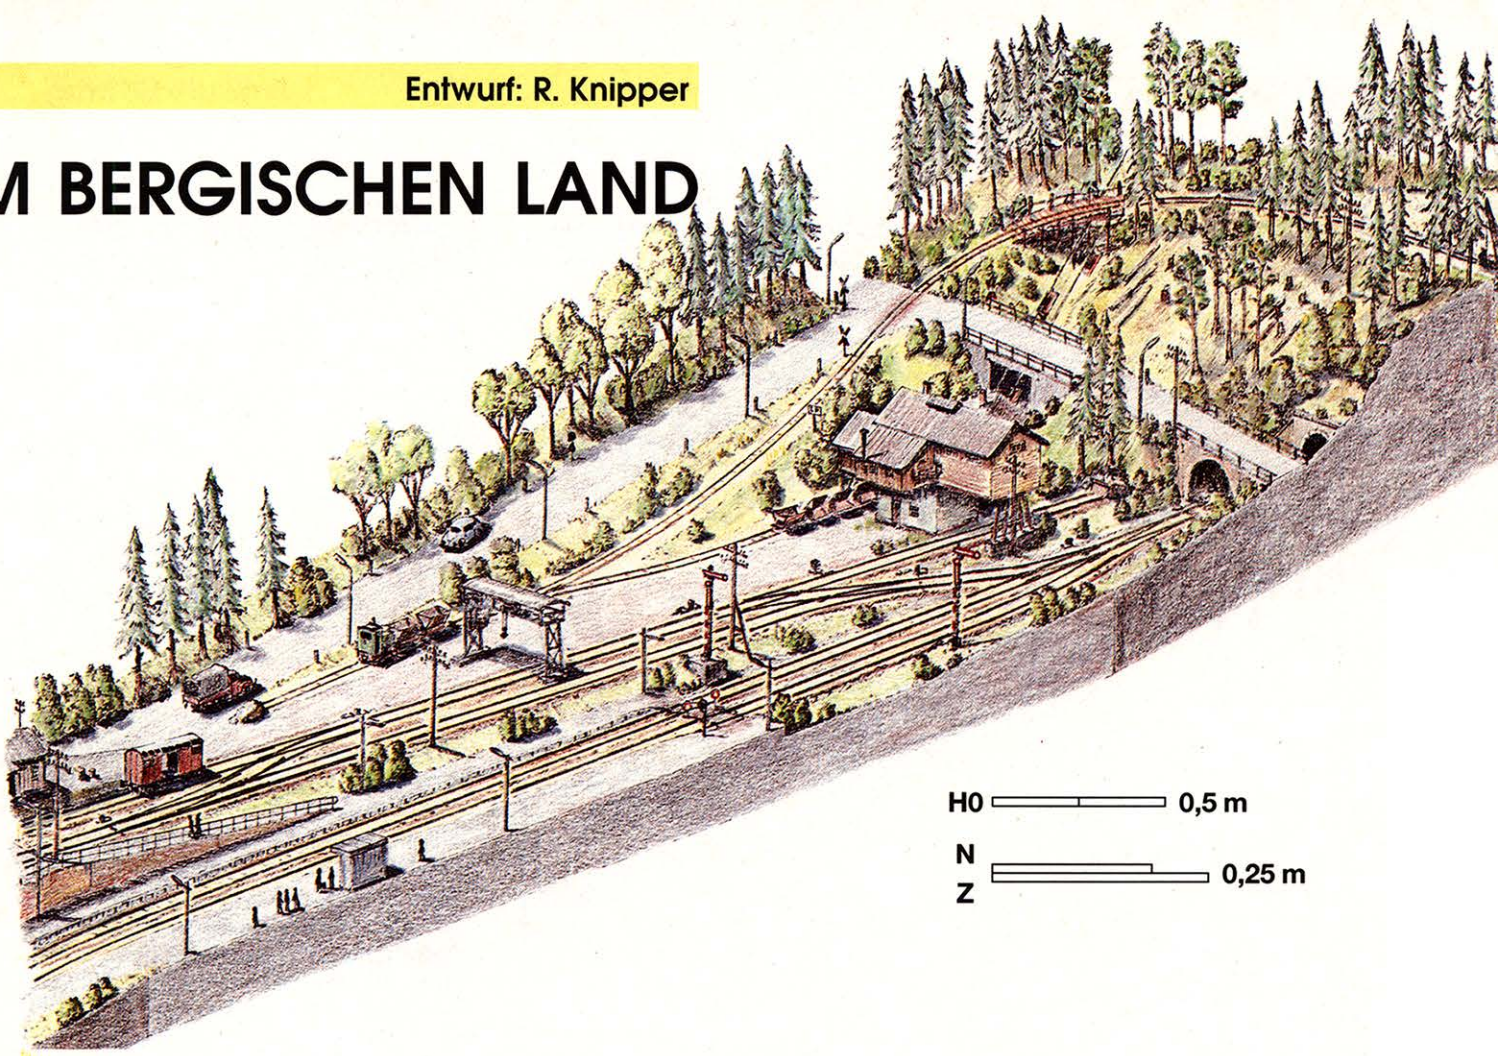 Entwurf: R. Knipper
M BERGISCHEN LAND
H0 0,5 m
N
0,25 m
Z